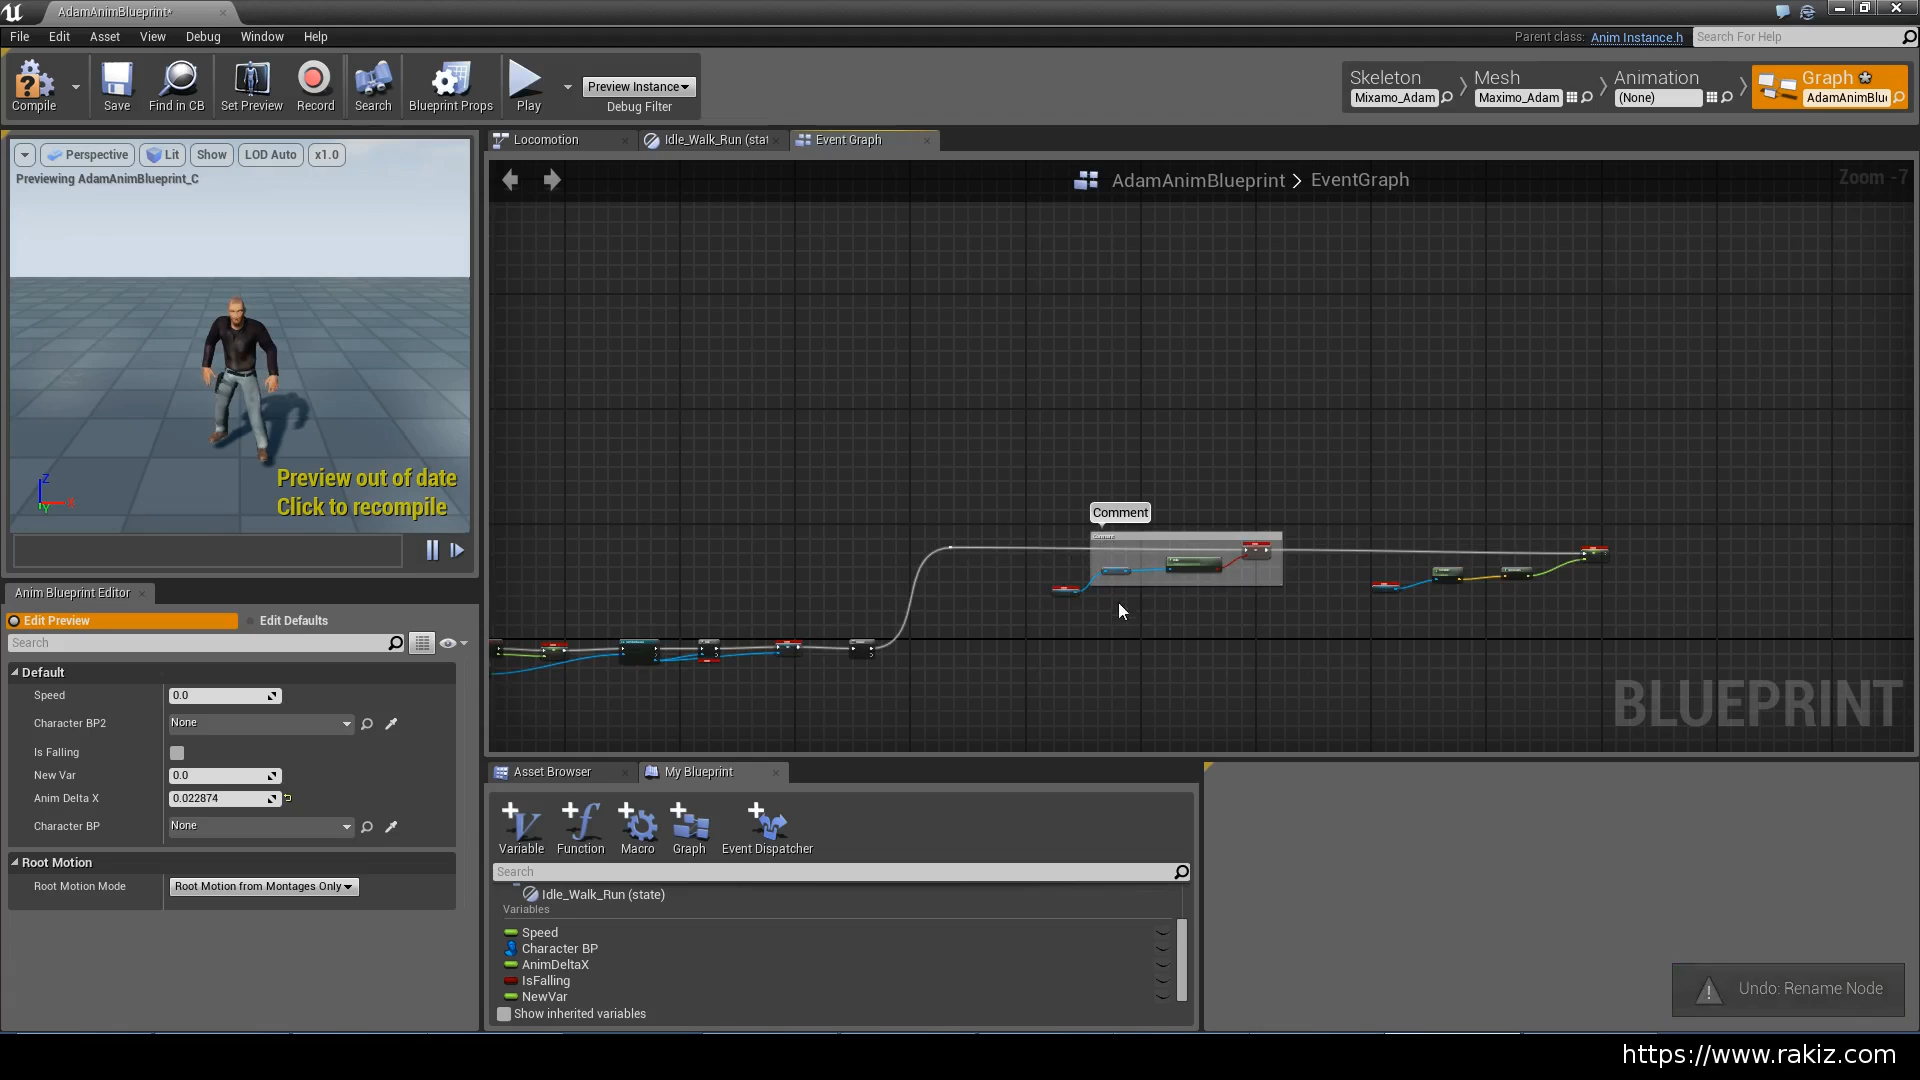 AdamAnimBlueprint*
File Edit Asset View Debug Window Help
Parent class: Anim Instance.h Search For Help
Compile Save Find in CB Set Preview Record Search Blueprint Props Play
Preview Instance
Debug Filter
Skeleton Mesh Animation Graph
Mixamo_Adam Maximo_Adam (None) AdamAnimBlu
Locomotion Idle_Walk_Run (stat Event Graph
Perspective Lit Show LOD Auto x1.0
Previewing AdamAnimBlueprint_C
AdamAnimBlueprint > EventGraph
Zoom -7
Preview out of date
Click to recompile
Comment
BLUEPRINT
Anim Blueprint Editor
Edit Preview Edit Defaults
Search
Default
Speed 0.0
Character BP2 None
Is Falling
New Var 0.0
Anim Delta X 0.022874
Character BP None
Root Motion
Root Motion Mode Root Motion from Montages Only
Asset Browser My Blueprint
Variable Function Macro Graph Event Dispatcher
Search
Idle_Walk_Run (state)
Variables
Speed
Character BP
AnimDeltaX
IsFalling
NewVar
Show inherited variables
Undo: Rename Node
https://www.rakiz.com